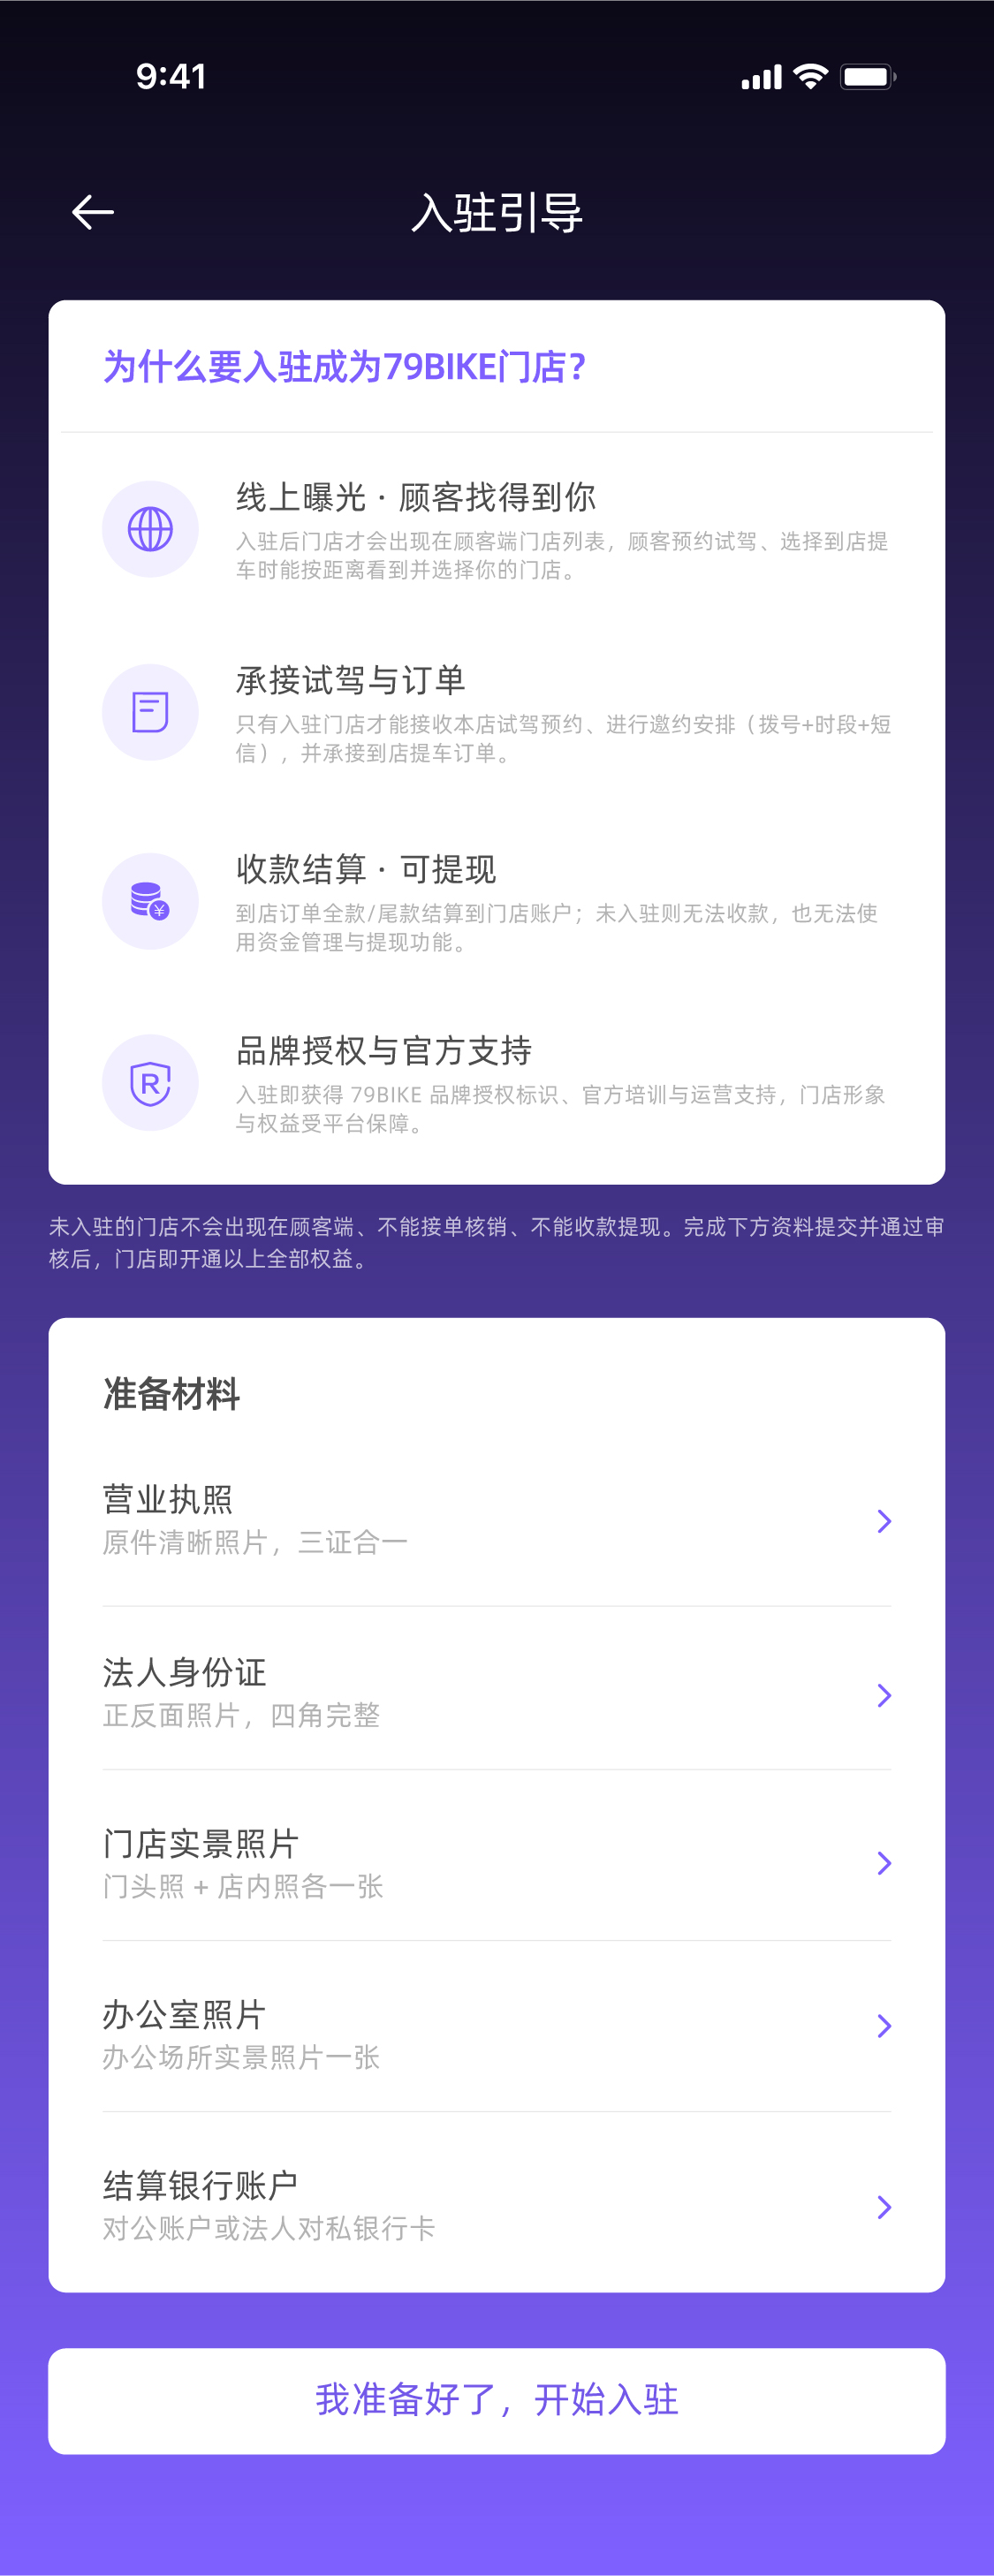 9:41
入驻引导
为什么要入驻成为79BIKE门店？
线上曝光 · 顾客找得到你
入驻后门店才会出现在顾客端门店列表，顾客预约试驾、选择到店提
车时能按距离看到并选择你的门店。
承接试驾与订单
只有入驻门店才能接收本店试驾预约、进行邀约安排（拨号+时段+短
信），并承接到店提车订单。
收款结算 · 可提现
到店订单全款/尾款结算到门店账户；未入驻则无法收款，也无法使
用资金管理与提现功能。
¥
品牌授权与官方支持
R
入驻即获得 79BIKE 品牌授权标识、官方培训与运营支持，门店形象
与权益受平台保障。
未入驻的门店不会出现在顾客端、不能接单核销、不能收款提现。完成下方资料提交并通过审
核后，门店即开通以上全部权益。
准备材料
营业执照
原件清晰照片，三证合一
法人身份证
正反面照片，四角完整
门店实景照片
门头照 + 店内照各一张
办公室照片
办公场所实景照片一张
结算银行账户
对公账户或法人对私银行卡
我准备好了，开始入驻